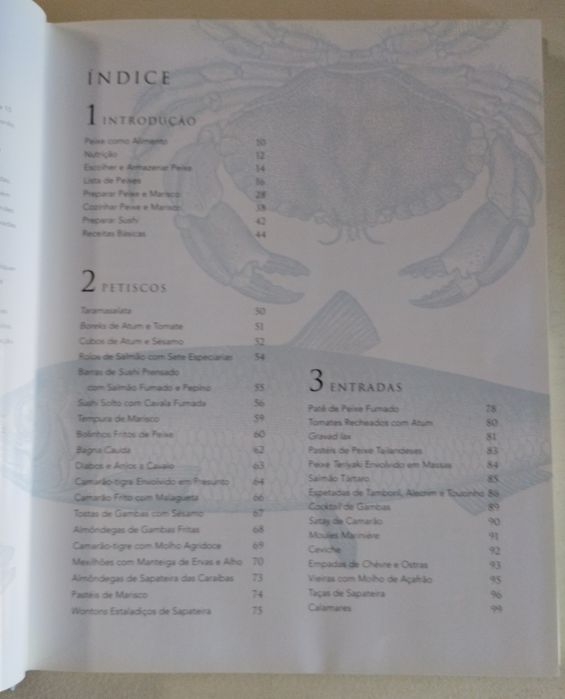 ÍNDICE
1 INTRODUÇÃO
Peixe como Alimento 10
Nutrição 12
Escolher e Armazenar Peixe 14
Lista de Peixes 16
Preparar Peixe e Marisco 28
Cozinhar Peixe e Marisco 38
Preparar Sushi 42
Receitas Básicas 44
2 PETISCOS
Taramasalata 50
Boreks de Atum e Tomate 51
Cubos de Atum e Sésamo 52
Rolos de Salmão com Sete Especiarias 54
Barras de Sushi Prensado
com Salmão Fumado e Pepino 55
Sushi Solto com Cavala Fumada 56
Tempura de Marisco 59
Bolinhos Fritos de Peixe 60
Bagna Cauda 62
Diabos e Anjos a Cavalo 63
Camarão-tigre Envolvido em Presunto 64
Camarão Frito com Malagueta 66
Tostas de Gambas com Sésamo 67
Almôndegas de Gambas Fritas 68
Camarão-tigre com Molho Agridoce 69
Mexilhões com Manteiga de Ervas e Alho 70
Almôndegas de Sapateira das Caraíbas 73
Pastéis de Marisco 74
Wontons Estaladiços de Sapateira 75
3 ENTRADAS
Patê de Peixe Fumado 78
Tomates Recheados com Atum 80
Gravad lax 81
Pastéis de Peixe Tailandeses 83
Peixe Teriyaki Envolvido em Massas 84
Salmão Tártaro 85
Espetadas de Tamboril, Alecrim e Toucinho 86
Cocktail de Gambas 89
Satay de Camarão 90
Moules Marinière 91
Ceviche 92
Empadas de Chèvre e Ostras 93
Vieiras com Molho de Açafrão 95
Taças de Sapateira 96
Calamares 99